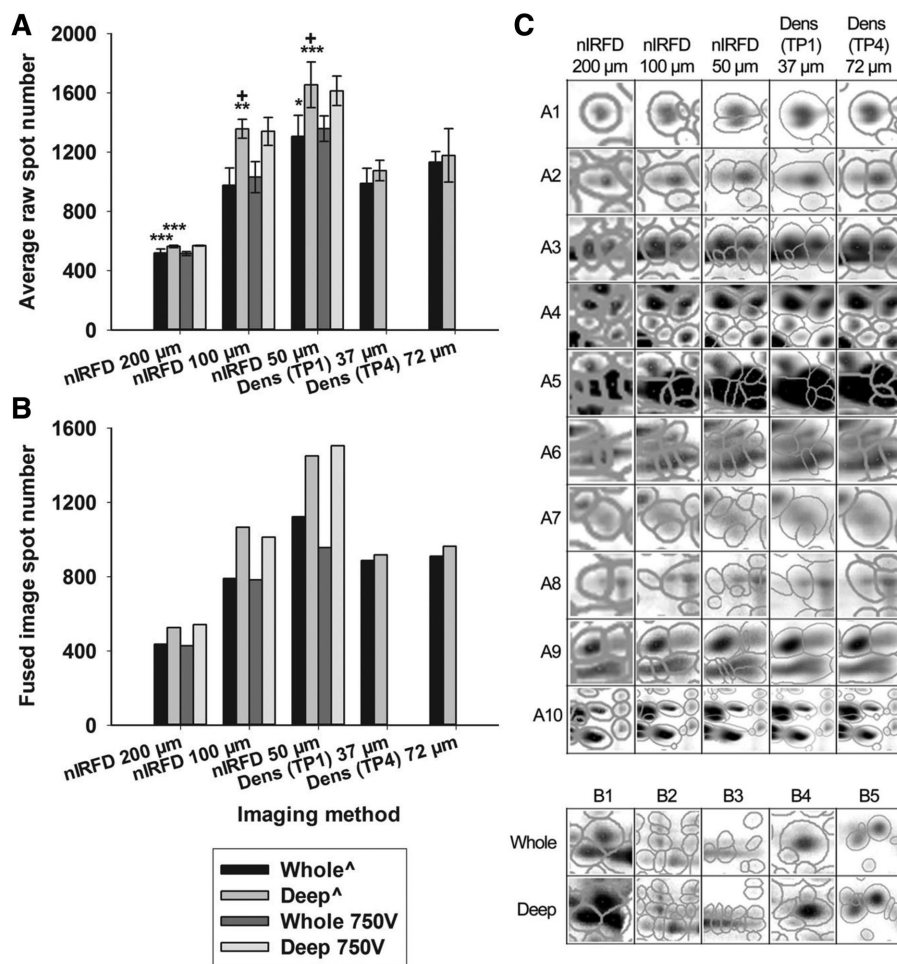 A
Average raw spot number
2000
1600
1200
800
400
0
*** ***
+
**
*
+
***
nIRFD 200 µm
nIRFD 100 µm
nIRFD 50 µm
Dens (TP1) 37 µm
Dens (TP4) 72 µm
B
Fused image spot number
1600
1200
800
400
0
nIRFD 200 µm
nIRFD 100 µm
nIRFD 50 µm
Dens (TP1) 37 µm
Dens (TP4) 72 µm
Imaging method
Whole^
Deep^
Whole 750V
Deep 750V
C
nIRFD 200 µm
nIRFD 100 µm
nIRFD 50 µm
Dens (TP1) 37 µm
Dens (TP4) 72 µm
A1
A2
A3
A4
A5
A6
A7
A8
A9
A10
B1 B2 B3 B4 B5
Whole
Deep